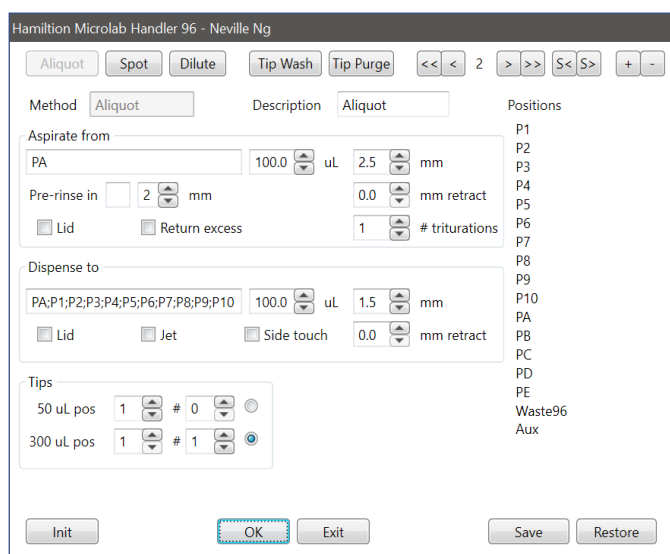 Hamiltion Microlab Handler 96 - Neville Ng
Aliquot Spot Dilute Tip Wash Tip Purge << < 2 > >> S< S> + -
Method Aliquot Description Aliquot Positions
Aspirate from
PA 100.0 uL 2.5 mm
Pre-rinse in 2 mm 0.0 mm retract
Lid Return excess 1 # triturations
Dispense to
PA;P1;P2;P3;P4;P5;P6;P7;P8;P9;P10 100.0 uL 1.5 mm
Lid Jet Side touch 0.0 mm retract
Tips
50 uL pos 1 # 0
300 uL pos 1 # 1
P1
P2
P3
P4
P5
P6
P7
P8
P9
P10
PA
PB
PC
PD
PE
Waste96
Aux
Init OK Exit Save Restore